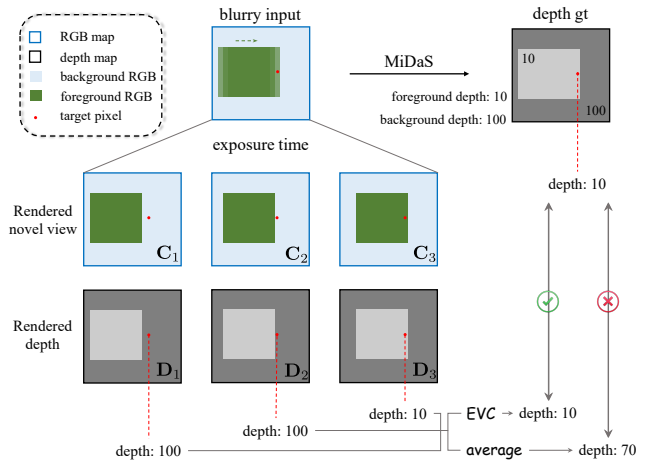 blurry input
depth gt
RGB map
depth map
background RGB
foreground RGB
target pixel
MiDaS
foreground depth: 10
background depth: 100
10
100
exposure time
depth: 10
Rendered
novel view
C1
C2
C3
Rendered
depth
D1
D2
D3
depth: 10
EVC
depth: 10
depth: 100
depth: 100
average
depth: 70